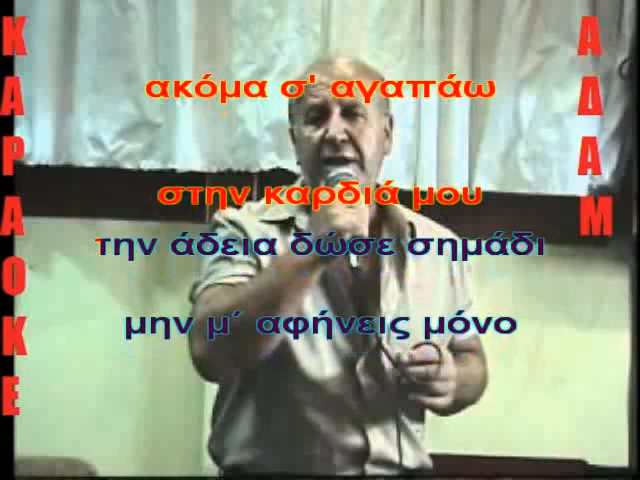 ΚΑΡΑΟΚΕ
ΑΔΑΜ
ακόμα σ' αγαπάω
στην καρδιά μου
την άδεια δώσε σημάδι
μην μ΄ αφήνεις μόνο